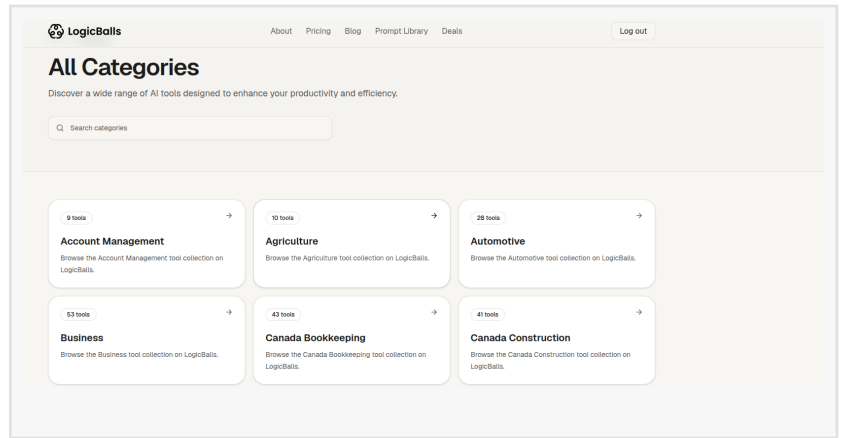 LogicBalls
About Pricing Blog Prompt Library Deals
Log out
All Categories
Discover a wide range of AI tools designed to enhance your productivity and efficiency.
Search categories
9 tools
Account Management
Browse the Account Management tool collection on
LogicBalls.
10 tools
Agriculture
Browse the Agriculture tool collection on LogicBalls.
28 tools
Automotive
Browse the Automotive tool collection on LogicBalls.
53 tools
Business
Browse the Business tool collection on LogicBalls.
43 tools
Canada Bookkeeping
Browse the Canada Bookkeeping tool collection on
LogicBalls.
41 tools
Canada Construction
Browse the Canada Construction tool collection on
LogicBalls.